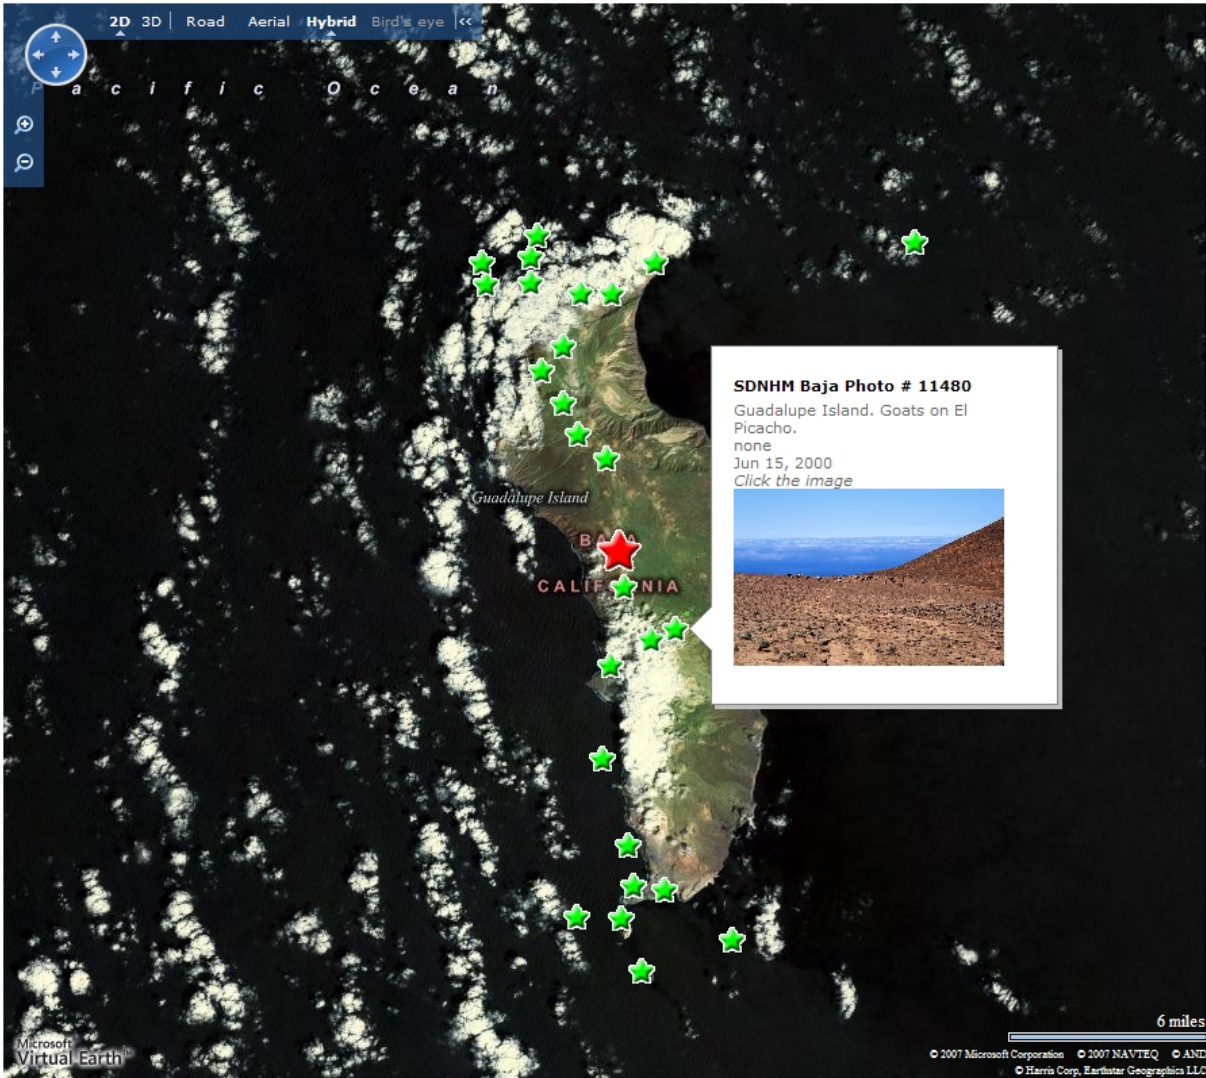 2D 3D Road Aerial Hybrid Bird's eye <<
Pacific Ocean
SDNHM Baja Photo # 11480
Guadalupe Island. Goats on El
Picacho.
none
Jun 15, 2000
Click the image
Guadalupe Island
CALIFORNIA
6 miles
Microsoft
Virtual Earth™
© 2007 Microsoft Corporation © 2007 NAVTEQ © AND
© Harris Corp, Earthstar Geographics LLC